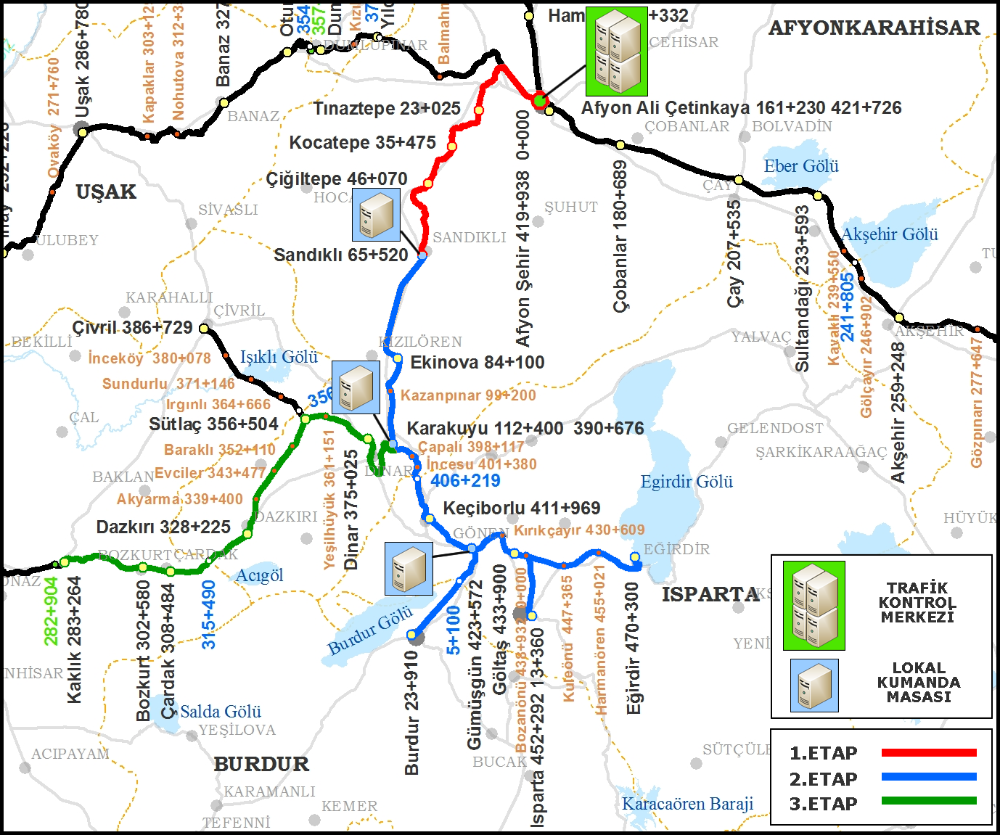 AFYONKARAHİSAR
+332
CEHİSAR
DUMLUPINAR
Uşak 286+780
Ovaköy 271+760
Banaz 327
BANAZ
Tınaztepe 23+025
Kocatepe 35+475
Çiğiltepe 46+070
Afyon Ali Çetinkaya 161+230 421+726
ÇOBANLAR
BOLVADİN
Eber Gölü
ÇAY
UŞAK
SİVASLI
ULUBEY
ŞUHUT
SANDIKLI
Sandıklı 65+520
Afyon Şehir 419+938 0+000
Çobanlar 180+689
Çay 207+535
Sultandağı 233+593
Akşehir Gölü
Kavaklı 239+550
241+805
Gölçayır 246+902
Akşehir 259+248
AKŞEHİR
Gözpınarı 277+647
KARAHALLI
ÇİVRİL
Çivril 386+729
BEKİLLİ
İnceköy 380+078
Işıklı Gölü
Sundurlu 371+146
Irgınlı 364+666
Sütlaç 356+504
ÇAL
KIZILÖREN
Ekinova 84+100
Kazanpınar 99+200
Karakuyu 112+400 390+676
Çapalı 398+117
İncesu 401+380
406+219
YALVAÇ
GELENDOST
ŞARKİKARAAĞAÇ
Baraklı 352+110
Evciler 343+477
BAKLAN
Akyarma 339+400
Dazkırı 328+225
DAZKIRI
Yeşilhüyük 361+151
Dinar 375+025
DİNAR
Keçiborlu 411+969
GÖNEN
Kırıkçayır 430+609
Egirdir Gölü
EĞİRDİR
HÜYÜK
BOZKURT
ÇARDAK
Acıgöl
282+904
Kaklık 283+264
Bozkurt 302+580
Çardak 308+484
315+490
Burdur Gölü
Burdur 23+910
5+100
Gümüşgün 423+572
Göltaş 433+900
Isparta 452+292 13+360
Kuleönü 447+365
Harmanören 455+021
Eğirdir 470+300
ISPARTA
Salda Gölü
YEŞİLOVA
ACIPAYAM
BURDUR
BUCAK
KARAMANLI
KEMER
TEFENNİ
Karacaören Baraji
TRAFİK
KONTROL
MERKEZİ
LOKAL
KUMANDA
MASASI
1.ETAP
2.ETAP
3.ETAP